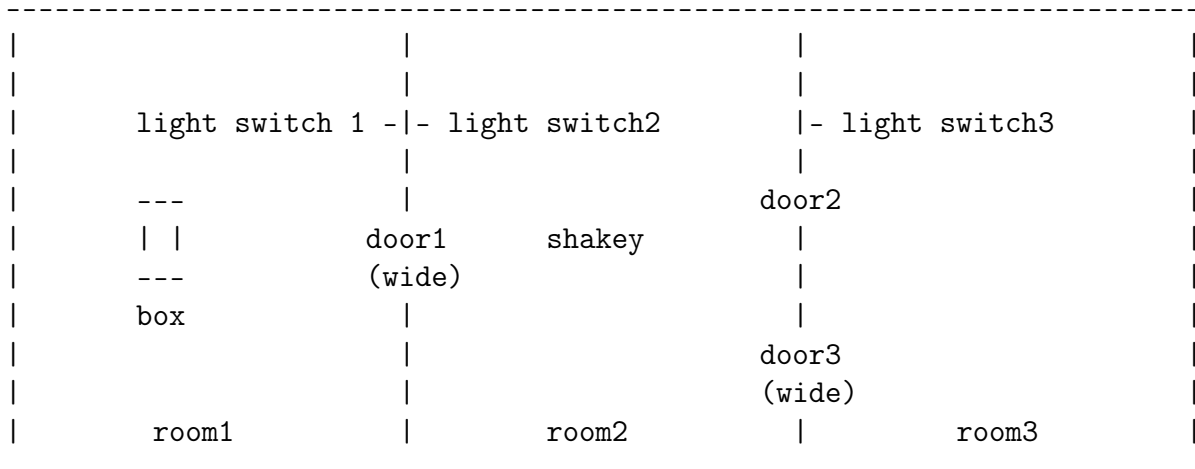 light switch 1 -|- light switch2 |- light switch3
door2
door1 shakey
(wide)
box
door3
(wide)
room1 room2 room3